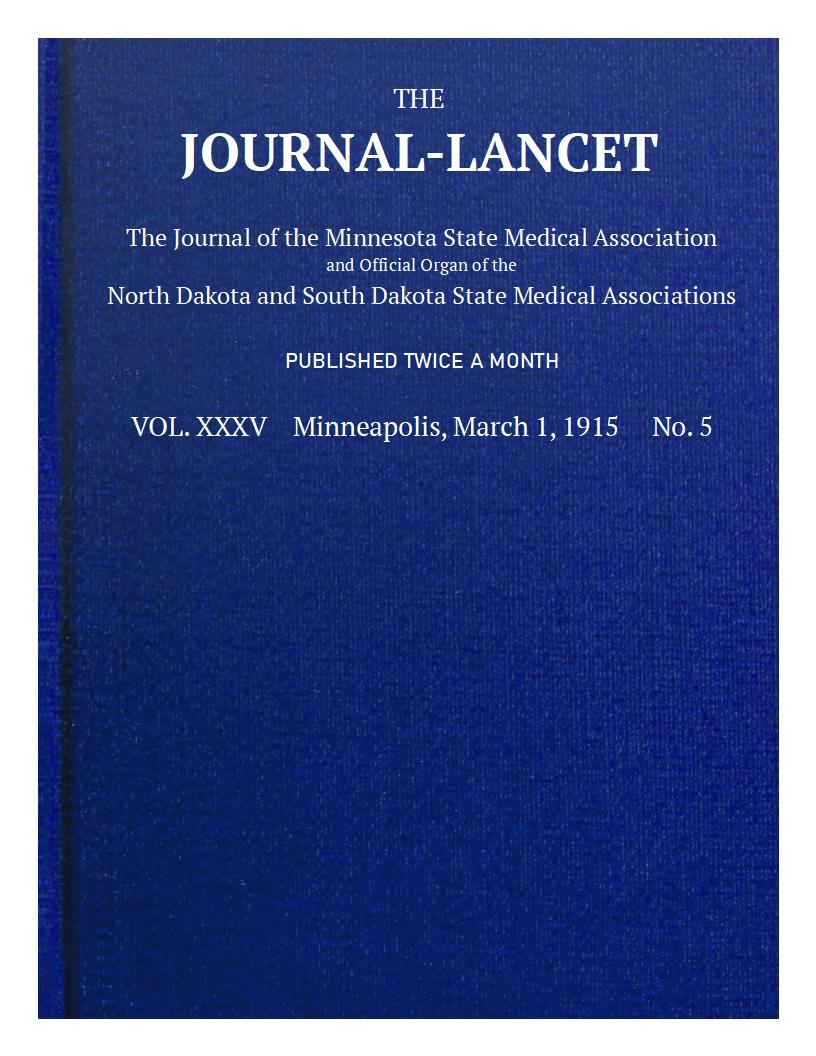 THE
JOURNAL-LANCET
The Journal of the Minnesota State Medical Association
and Official Organ of the
North Dakota and South Dakota State Medical Associations
PUBLISHED TWICE A MONTH
VOL. XXXV Minneapolis, March 1, 1915 No. 5